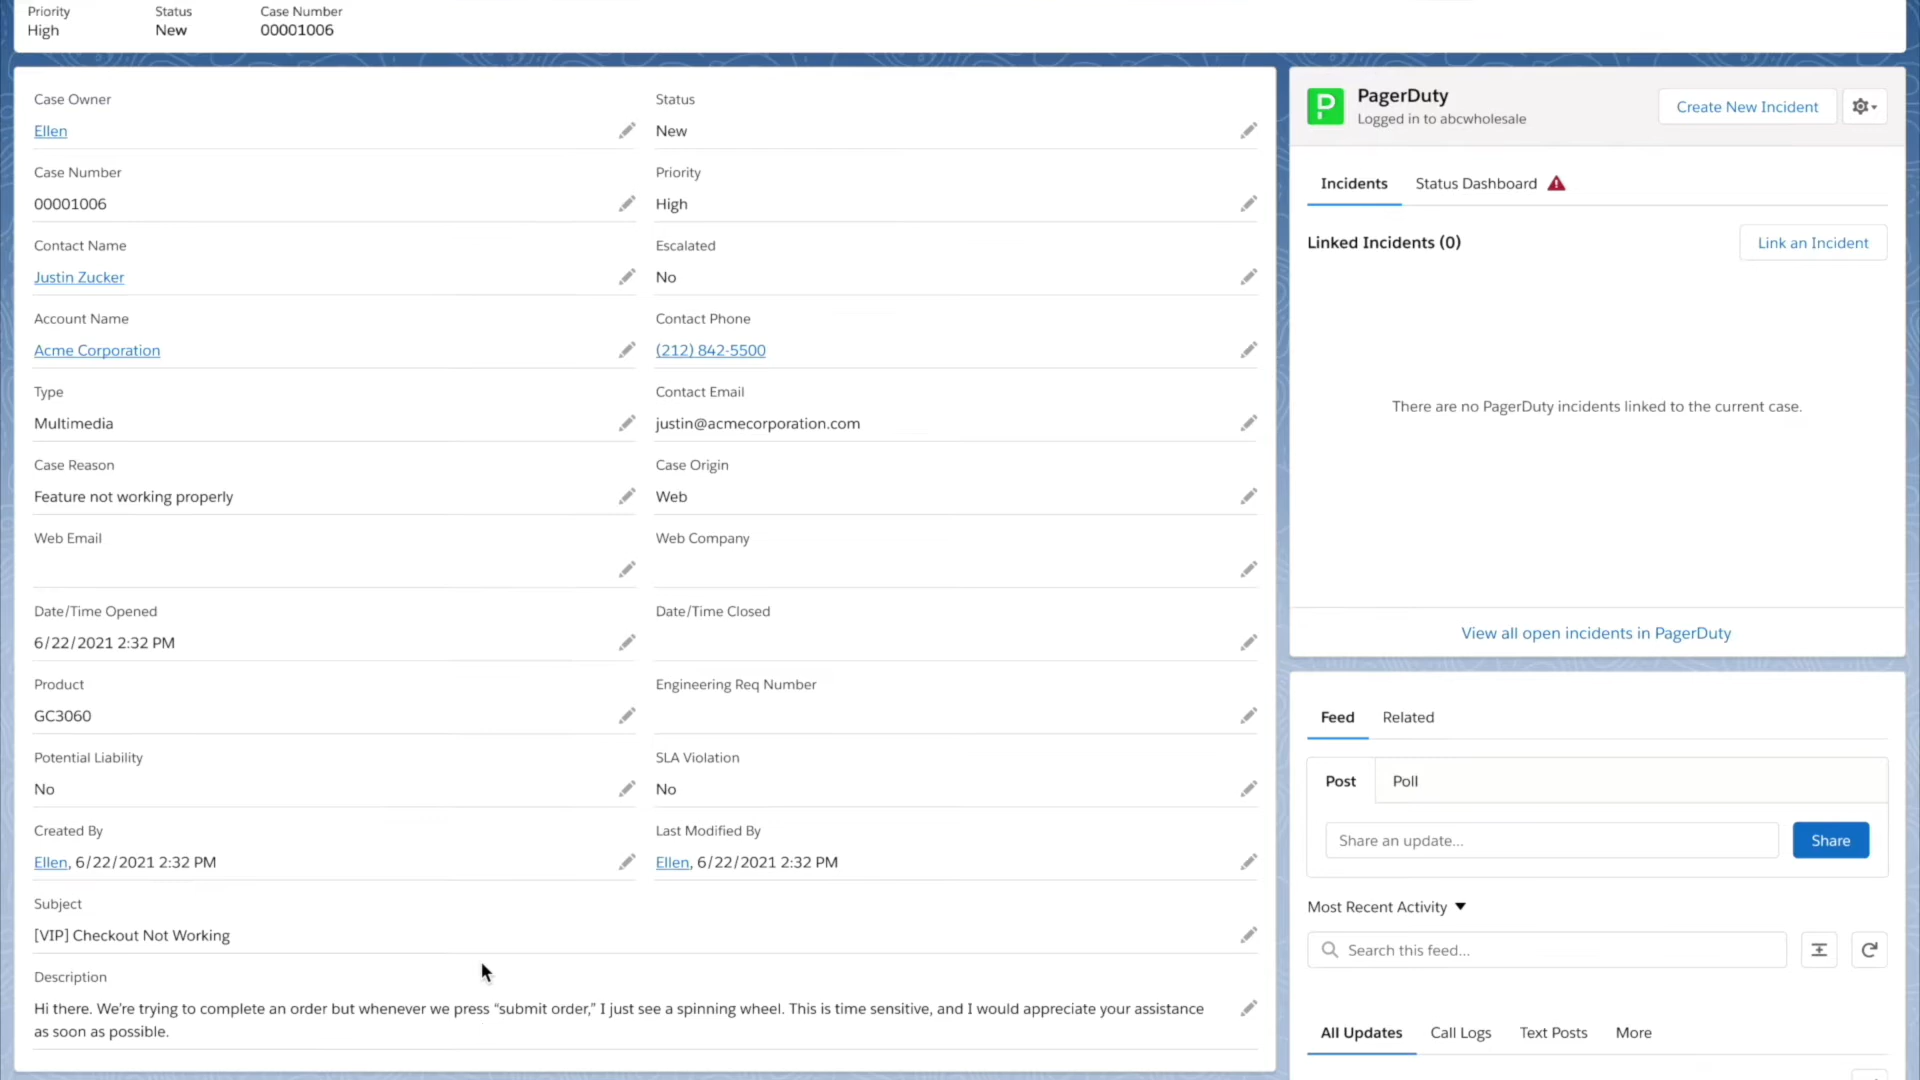 Priority
High
Status
New
Case Number
00001006
Case Owner
Ellen
Status
New
Case Number
00001006
Priority
High
Contact Name
Justin Zucker
Escalated
No
Account Name
Acme Corporation
Contact Phone
(212) 842-5500
Type
Multimedia
Contact Email
justin@acmecorporation.com
Case Reason
Feature not working properly
Case Origin
Web
Web Email
Web Company
Date/Time Opened
6/22/2021 2:32 PM
Date/Time Closed
Product
GC3060
Engineering Req Number
Potential Liability
No
SLA Violation
No
Created By
Ellen, 6/22/2021 2:32 PM
Last Modified By
Ellen, 6/22/2021 2:32 PM
Subject
[VIP] Checkout Not Working
Description
Hi there. We’re trying to complete an order but whenever we press “submit order,” I just see a spinning wheel. This is time sensitive, and I would appreciate your assistance
as soon as possible.
P
PagerDuty
Logged in to abcwholesale
Create New Incident
Incidents
Status Dashboard
Linked Incidents (0)
Link an Incident
There are no PagerDuty incidents linked to the current case.
View all open incidents in PagerDuty
Feed
Related
Post
Poll
Share an update...
Share
Most Recent Activity
Search this feed...
All Updates
Call Logs
Text Posts
More